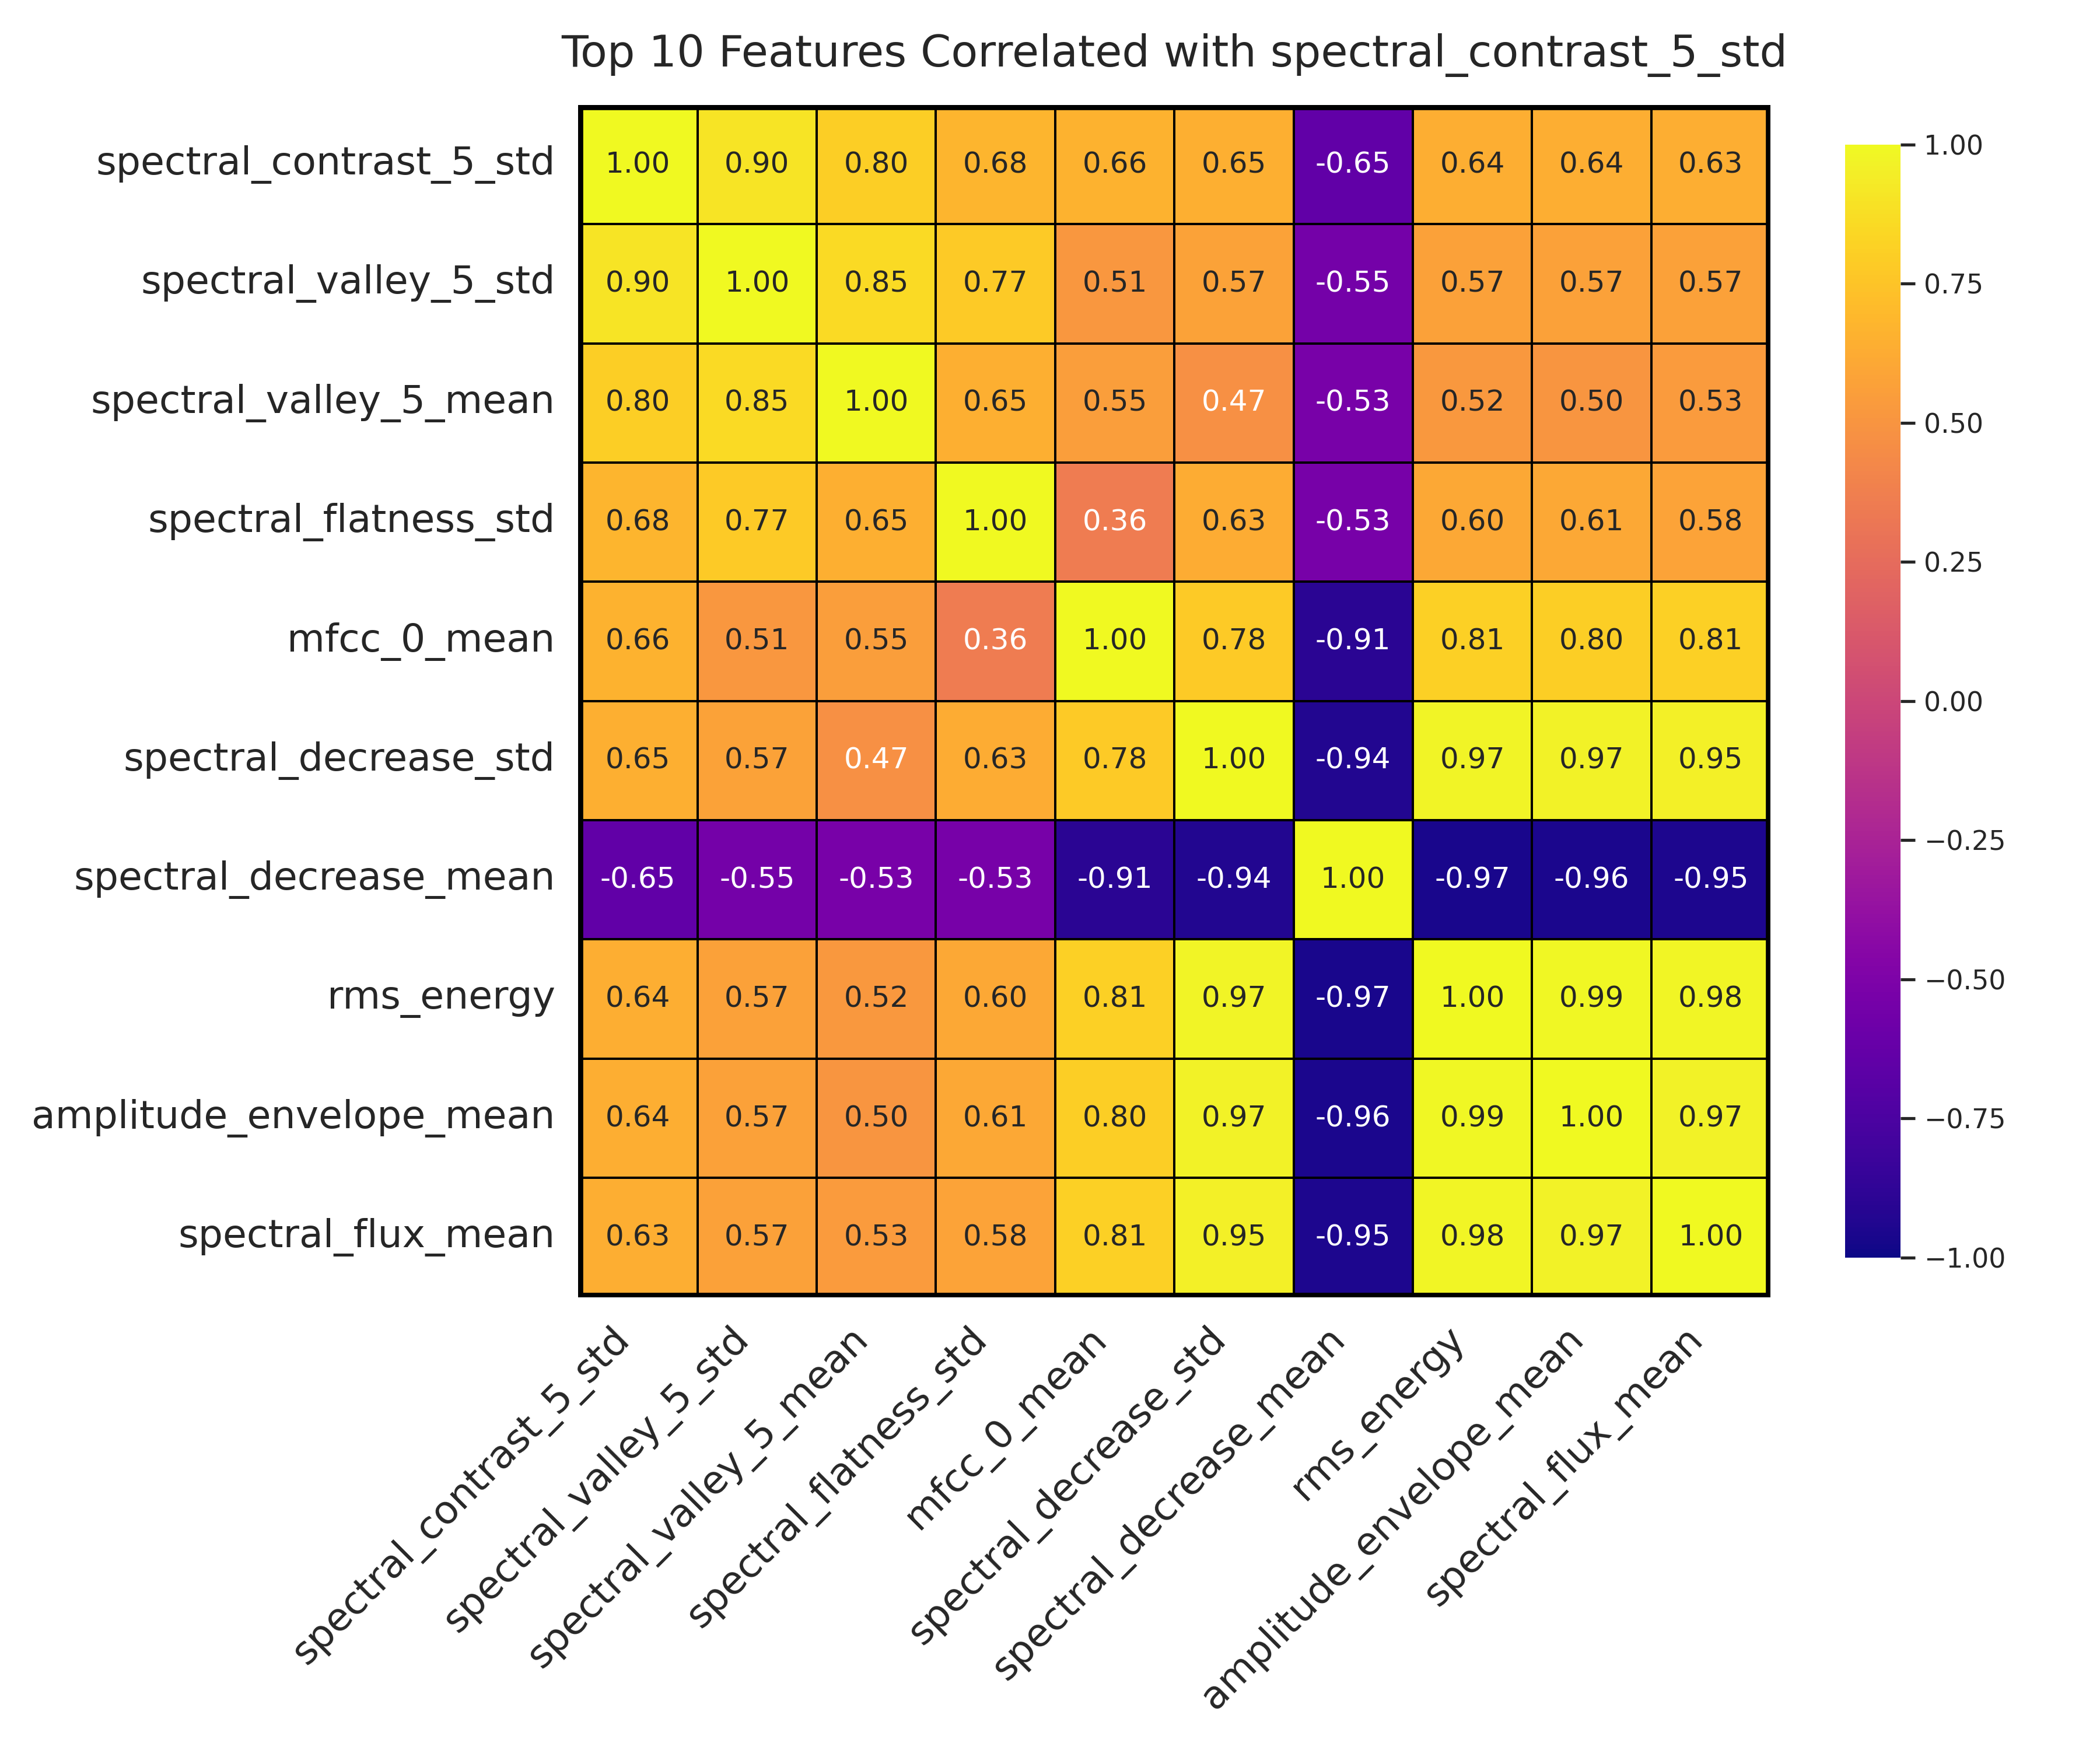 Top 10 Features Correlated with spectral_contrast_5_std
spectral_contrast_5_std 1.00 0.90 0.80 0.68 0.66 0.65 -0.65 0.64 0.64 0.63
spectral_valley_5_std 0.90 1.00 0.85 0.77 0.51 0.57 -0.55 0.57 0.57 0.57
spectral_valley_5_mean 0.80 0.85 1.00 0.65 0.55 0.47 -0.53 0.52 0.50 0.53
spectral_flatness_std 0.68 0.77 0.65 1.00 0.36 0.63 -0.53 0.60 0.61 0.58
mfcc_0_mean 0.66 0.51 0.55 0.36 1.00 0.78 -0.91 0.81 0.80 0.81
spectral_decrease_std 0.65 0.57 0.47 0.63 0.78 1.00 -0.94 0.97 0.97 0.95
spectral_decrease_mean -0.65 -0.55 -0.53 -0.53 -0.91 -0.94 1.00 -0.97 -0.96 -0.95
rms_energy 0.64 0.57 0.52 0.60 0.81 0.97 -0.97 1.00 0.99 0.98
amplitude_envelope_mean 0.64 0.57 0.50 0.61 0.80 0.97 -0.96 0.99 1.00 0.97
spectral_flux_mean 0.63 0.57 0.53 0.58 0.81 0.95 -0.95 0.98 0.97 1.00
spectral_contrast_5_std
spectral_valley_5_std
spectral_valley_5_mean
spectral_flatness_std
mfcc_0_mean
spectral_decrease_std
spectral_decrease_mean
rms_energy
amplitude_envelope_mean
spectral_flux_mean
1.00
0.75
0.50
0.25
0.00
−0.25
−0.50
−0.75
−1.00